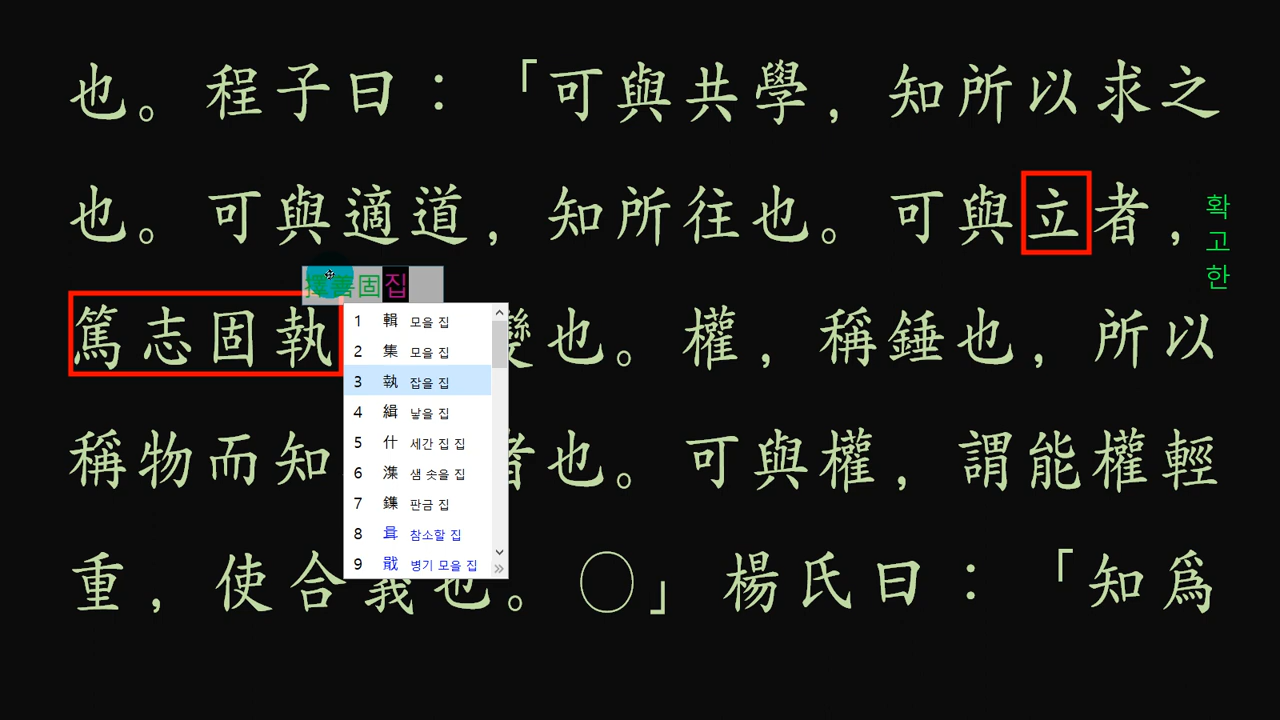 也。程子曰：「可與共學，知所以求之
也。可與適道，知所往也。可與立者，
확고한
擇善固집
篤志固執 變也。權，稱錘也，所以
稱物而知 者也。可與權，謂能權輕
重，使合義也。○」楊氏曰：「知爲
1 輯 모을 집
2 集 모을 집
3 執 잡을 집
4 緝 낳을 집
5 什 세간 집 집
6 潗 샘 솟을 집
7 鏶 판금 집
8 咠 참소할 집
9 戢 병기 모을 집